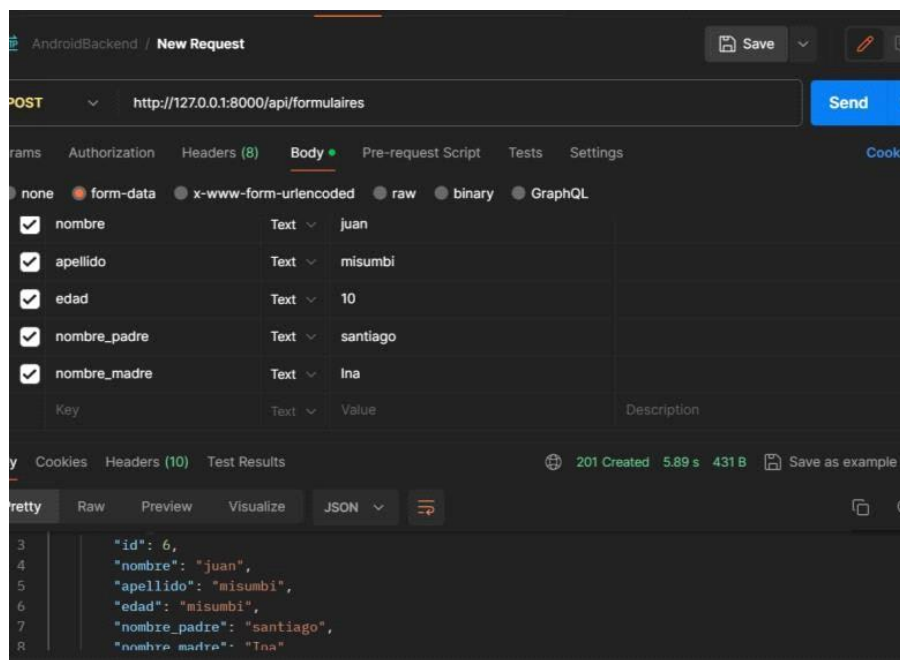 AndroidBackend / New Request
Save
POST http://127.0.0.1:8000/api/formulaires Send
rams Authorization Headers (8) Body Pre-request Script Tests Settings Cook
none form-data x-www-form-urlencoded raw binary GraphQL
nombre Text juan
apellido Text misumbi
edad Text 10
nombre_padre Text santiago
nombre_madre Text Ina
Key Text Value Description
y Cookies Headers (10) Test Results 201 Created 5.89 s 431 B Save as example
Pretty Raw Preview Visualize JSON
3 "id": 6,
4 "nombre": "juan",
5 "apellido": "misumbi",
6 "edad": "misumbi",
7 "nombre_padre": "santiago",
8 "nombre_madre": "Ina"